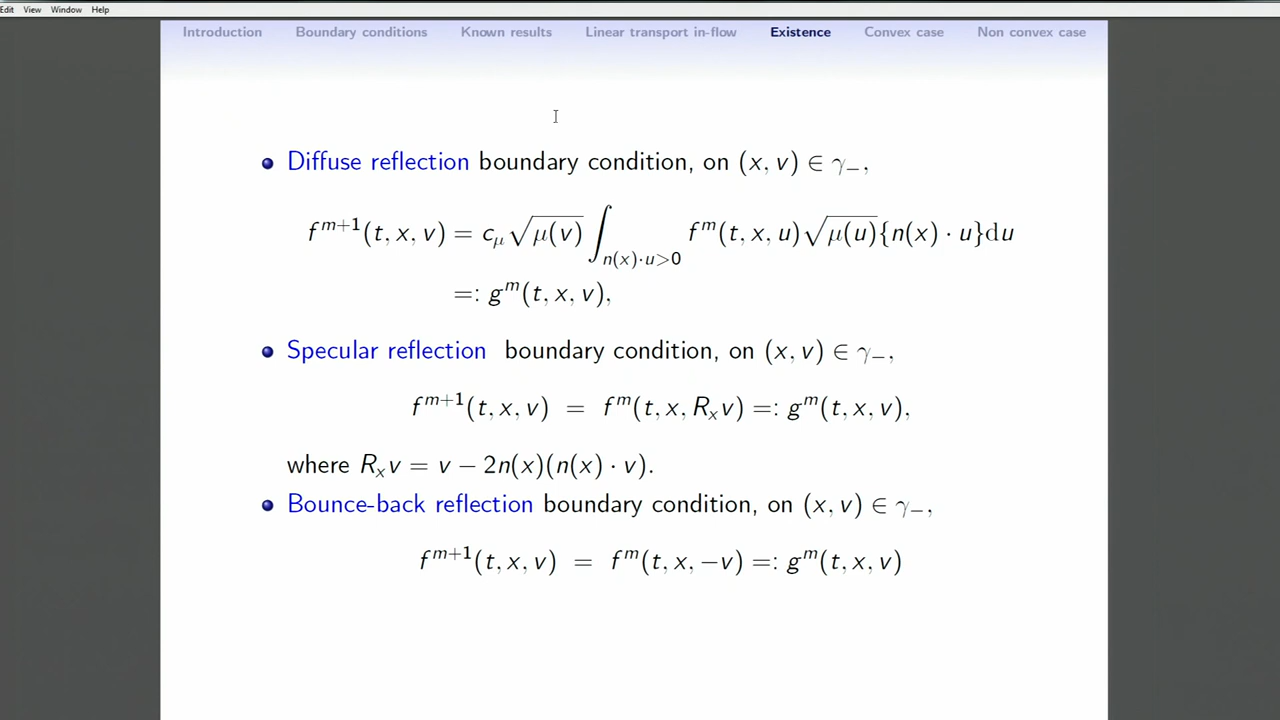 Edit View Window Help
Introduction Boundary conditions Known results Linear transport in-flow Existence Convex case Non convex case
Diffuse reflection boundary condition, on (x, v) ∈ γ₋,
f^{m+1}(t, x, v) = c_μ √μ(v) ∫_{n(x)·u>0} f^m(t, x, u)√μ(u){n(x) · u}du
=: g^m(t, x, v),
Specular reflection boundary condition, on (x, v) ∈ γ₋,
f^{m+1}(t, x, v) = f^m(t, x, R_x v) =: g^m(t, x, v),
where R_x v = v − 2n(x)(n(x) · v).
Bounce-back reflection boundary condition, on (x, v) ∈ γ₋,
f^{m+1}(t, x, v) = f^m(t, x, −v) =: g^m(t, x, v)